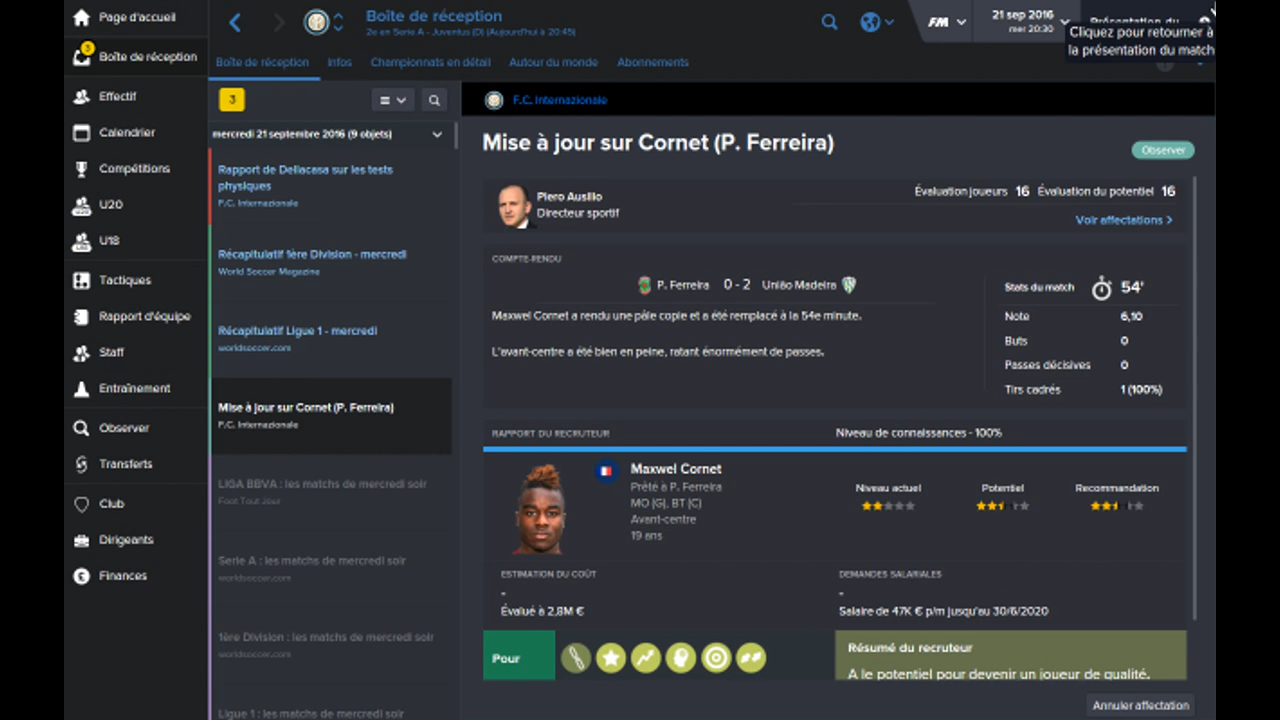 Page d'accueil
3
Boîte de réception
Effectif
Calendrier
Compétitions
U20
U18
Tactiques
Rapport d'équipe
Staff
Entraînement
Observer
Transferts
Club
Dirigeants
Finances
Boîte de réception
2e en Serie A - Juventus (D) (Aujourd'hui à 20:45)
FM
21 sep 2016
mer 20:30
Présentation du
Cliquez pour retourner à
la présentation du match
Boîte de réception
Infos
Championnats en détail
Autour du monde
Abonnements
3
mercredi 21 septembre 2016 (9 objets)
Rapport de Dellacasa sur les tests
physiques
F.C. Internazionale
Récapitulatif 1ère Division - mercredi
World Soccer Magazine
Récapitulatif Ligue 1 - mercredi
worldsoccer.com
Mise à jour sur Cornet (P. Ferreira)
F.C. Internazionale
LIGA BBVA : les matchs de mercredi soir
Foot Tout Jour
Serie A : les matchs de mercredi soir
worldsoccer.com
1ère Division : les matchs de mercredi soir
worldsoccer.com
Ligue 1 : les matchs de mercredi soir
F.C. Internazionale
Mise à jour sur Cornet (P. Ferreira)
Observer
Piero Ausilio
Directeur sportif
Évaluation joueurs 16 Évaluation du potentiel 16
Voir affectations >
COMPTE-RENDU
P. Ferreira 0 - 2 União Madeira
Maxwel Cornet a rendu une pâle copie et a été remplacé à la 54e minute.
L'avant-centre a été bien en peine, ratant énormément de passes.
Stats du match 54'
Note 6,10
Buts 0
Passes décisives 0
Tirs cadrés 1 (100%)
RAPPORT DU RECRUTEUR
Niveau de connaissances - 100%
Maxwel Cornet
Prêté à P. Ferreira
MO (G), BT (C)
Avant-centre
19 ans
Niveau actuel
Potentiel
Recommandation
ESTIMATION DU COÛT
-
Évalué à 2,8M €
DEMANDES SALARIALES
-
Salaire de 47K € p/m jusqu'au 30/6/2020
Pour
Résumé du recruteur
A le potentiel pour devenir un joueur de qualité.
Annuler affectation